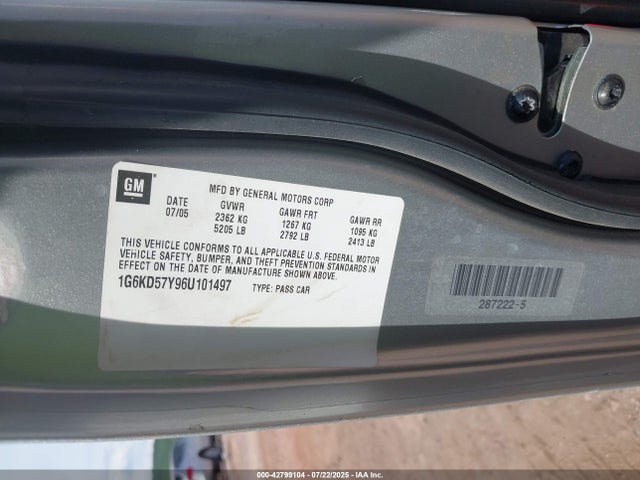 GM
MFD BY GENERAL MOTORS CORP
DATE GVWR GAWR FRT GAWR RR
07/05 2362 KG 1267 KG 1095 KG
5205 LB 2792 LB 2413 LB
THIS VEHICLE CONFORMS TO ALL APPLICABLE U.S. FEDERAL MOTOR
VEHICLE SAFETY, BUMPER, AND THEFT PREVENTION STANDARDS IN
EFFECT ON THE DATE OF MANUFACTURE SHOWN ABOVE.
1G6KD57Y96U101497 TYPE: PASS CAR
287222-5
000-42799104 - 07/22/2025 - IAA Inc.